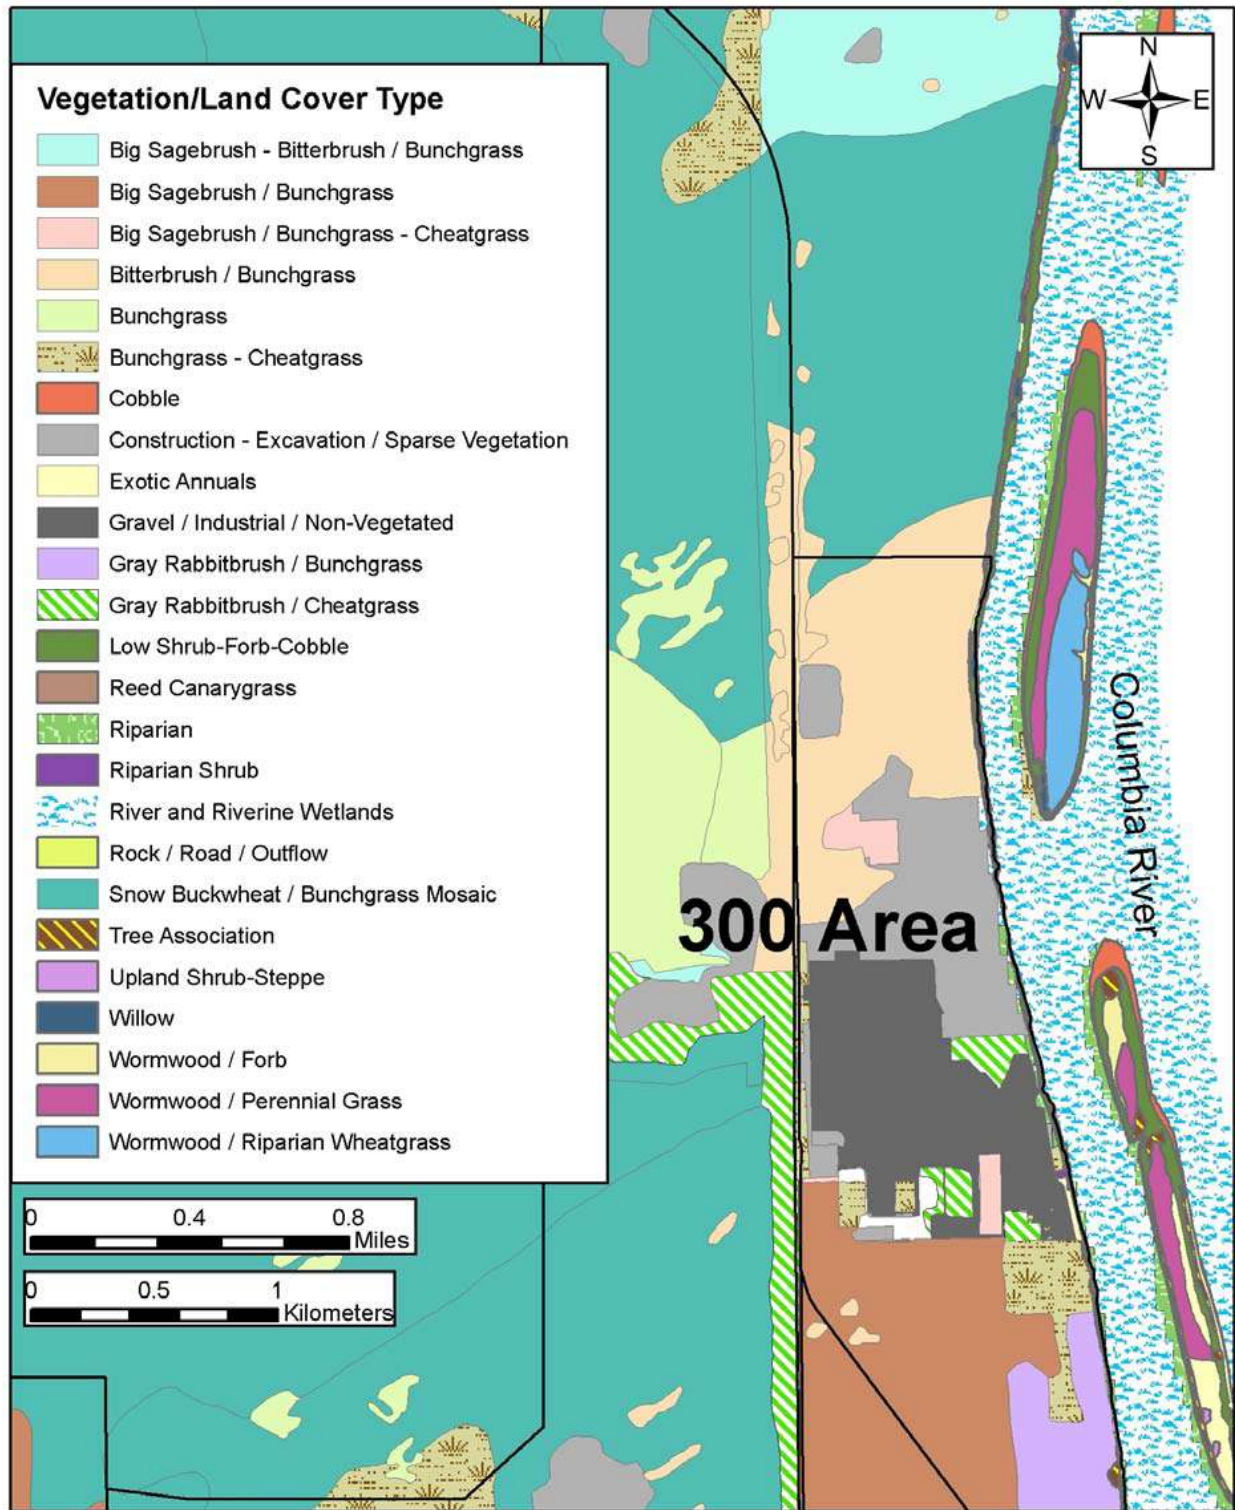 Vegetation/Land Cover Type
Big Sagebrush - Bitterbrush / Bunchgrass
Big Sagebrush / Bunchgrass
Big Sagebrush / Bunchgrass - Cheatgrass
Bitterbrush / Bunchgrass
Bunchgrass
Bunchgrass - Cheatgrass
Cobble
Construction - Excavation / Sparse Vegetation
Exotic Annuals
Gravel / Industrial / Non-Vegetated
Gray Rabbitbrush / Bunchgrass
Gray Rabbitbrush / Cheatgrass
Low Shrub-Forb-Cobble
Reed Canarygrass
Riparian
Riparian Shrub
River and Riverine Wetlands
Rock / Road / Outflow
Snow Buckwheat / Bunchgrass Mosaic
Tree Association
Upland Shrub-Steppe
Willow
Wormwood / Forb
Wormwood / Perennial Grass
Wormwood / Riparian Wheatgrass
0 0.4 0.8
Miles
0 0.5 1
Kilometers
N
W E
S
Columbia River
300 Area